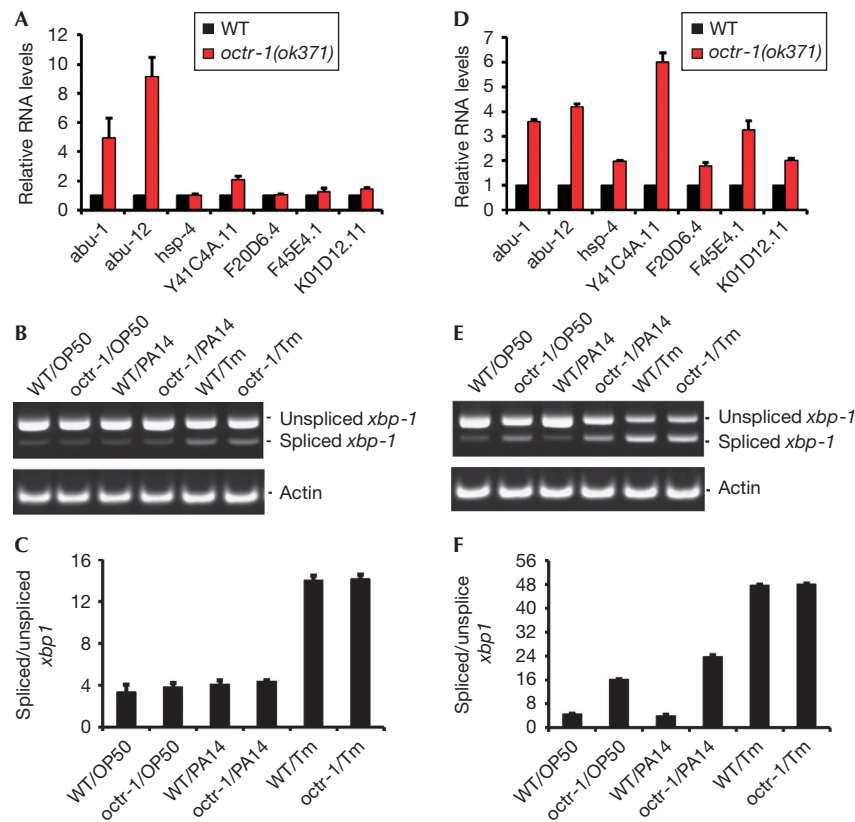 A
WT
octr-1(ok371)
Relative RNA levels
12
10
8
6
4
2
0
abu-1
abu-12
hsp-4
Y41C4A.11
F20D6.4
F45E4.1
K01D12.11
D
WT
octr-1(ok371)
Relative RNA levels
7
6
5
4
3
2
1
0
abu-1
abu-12
hsp-4
Y41C4A.11
F20D6.4
F45E4.1
K01D12.11
B
WT/OP50
octr-1/OP50
WT/PA14
octr-1/PA14
WT/Tm
octr-1/Tm
Unspliced xbp-1
Spliced xbp-1
Actin
E
WT/OP50
octr-1/OP50
WT/PA14
octr-1/PA14
WT/Tm
octr-1/Tm
Unspliced xbp-1
Spliced xbp-1
Actin
C
Spliced/unspliced
xbp1
16
12
8
4
0
WT/OP50
octr-1/OP50
WT/PA14
octr-1/PA14
WT/Tm
octr-1/Tm
F
Spliced/unsplice
xbp1
56
48
40
32
24
16
8
0
WT/OP50
octr-1/OP50
WT/PA14
octr-1/PA14
WT/Tm
octr-1/Tm